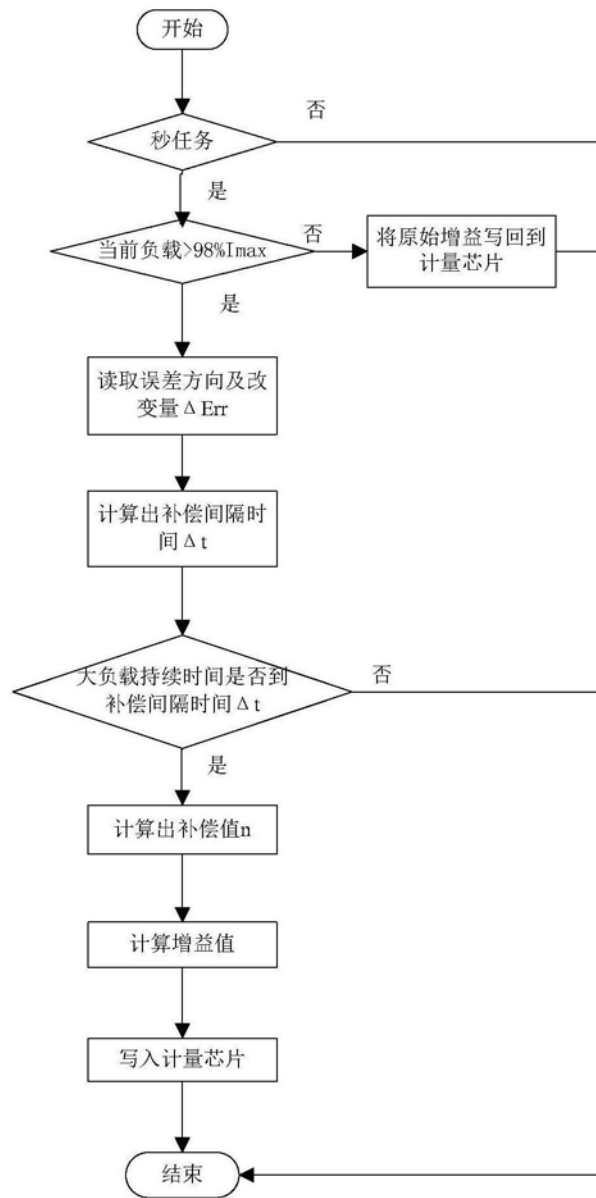 开始
秒任务
否
是
当前负载>98%Imax
否
将原始增益写回到
计量芯片
是
读取误差方向及改
变量ΔErr
计算出补偿间隔时
间Δt
大负载持续时间是否到
补偿间隔时间Δt
否
是
计算出补偿值n
计算增益值
写入计量芯片
结束